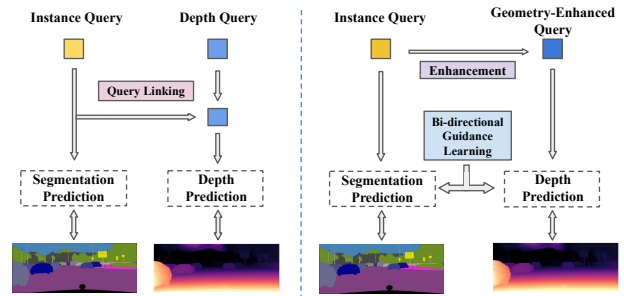 Instance Query
Depth Query
Query Linking
Segmentation
Prediction
Depth
Prediction
Instance Query
Geometry-Enhanced
Query
Enhancement
Bi-directional
Guidance
Learning
Segmentation
Prediction
Depth
Prediction